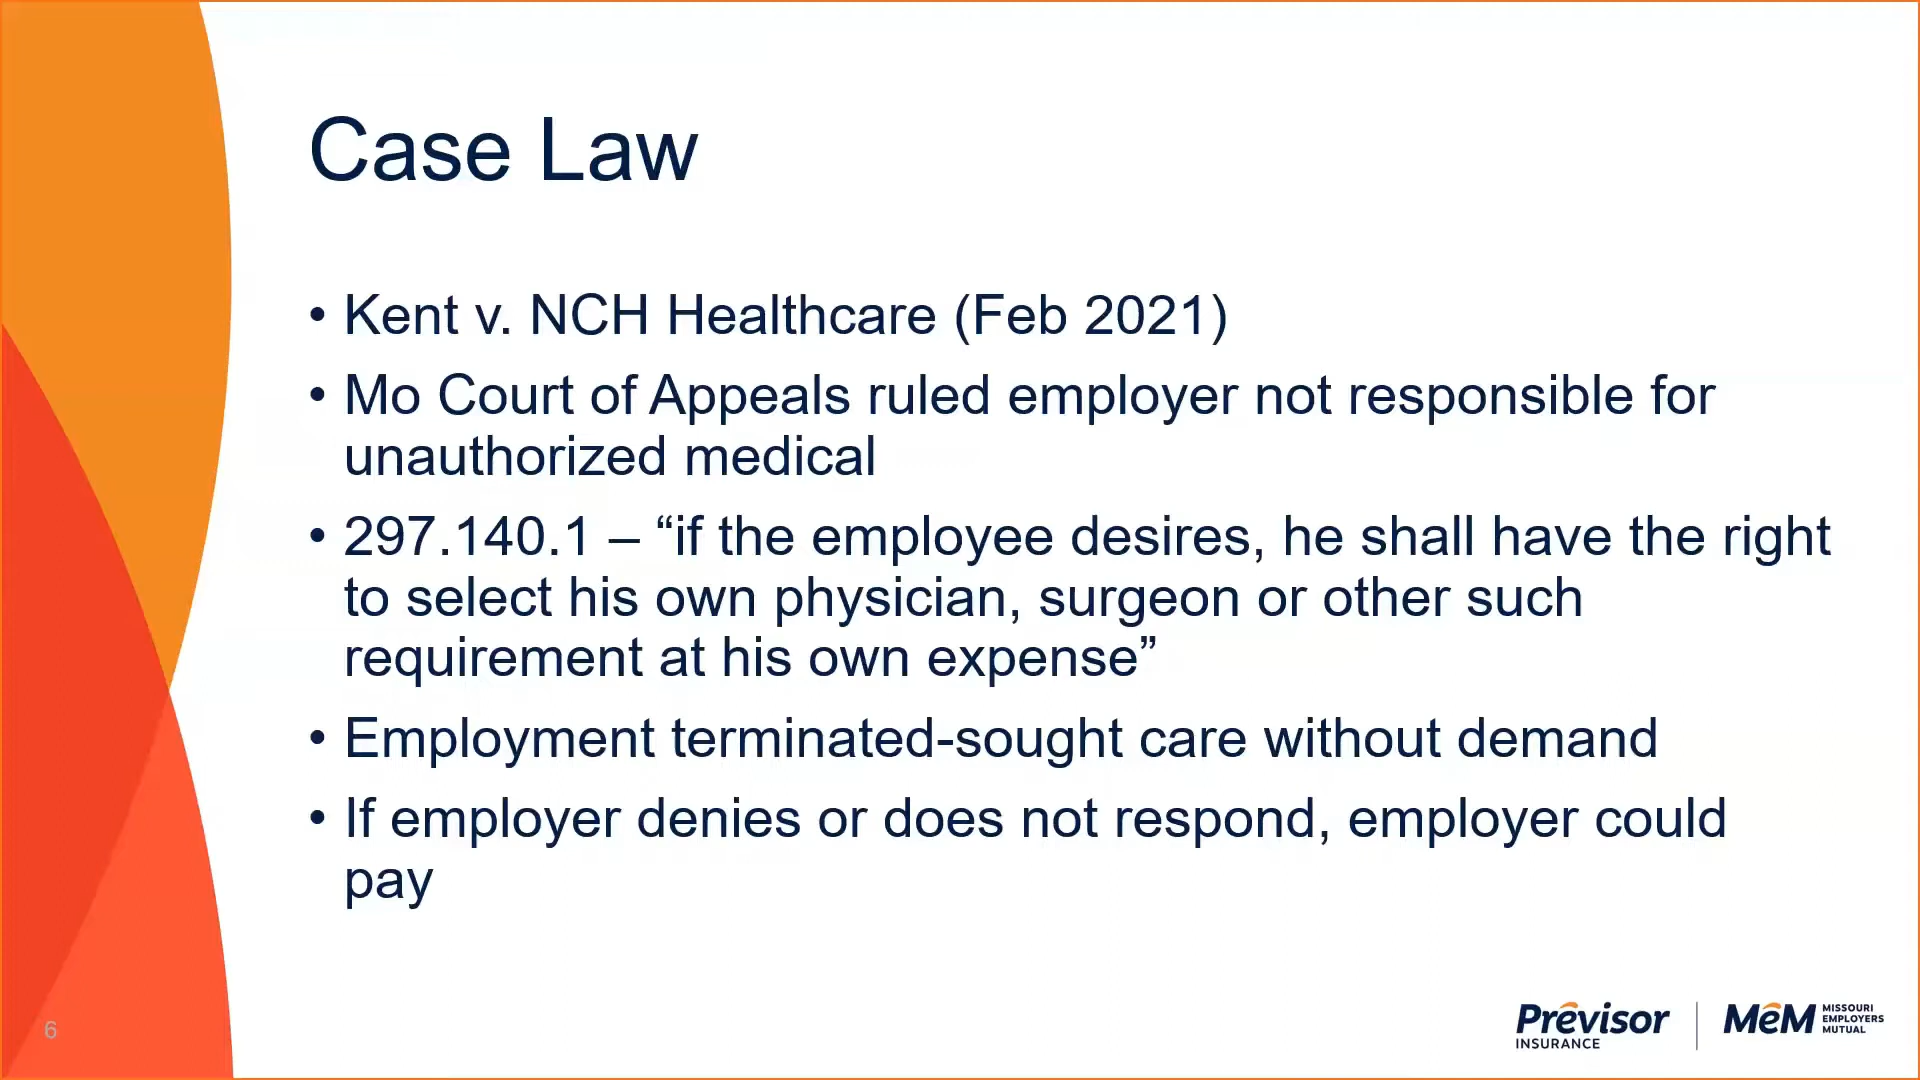 Case Law
• Kent v. NCH Healthcare (Feb 2021)
• Mo Court of Appeals ruled employer not responsible for
unauthorized medical
• 297.140.1 – “if the employee desires, he shall have the right
to select his own physician, surgeon or other such
requirement at his own expense”
• Employment terminated-sought care without demand
• If employer denies or does not respond, employer could
pay
6
Prēvisor
INSURANCE
MēM
MISSOURI
EMPLOYERS
MUTUAL